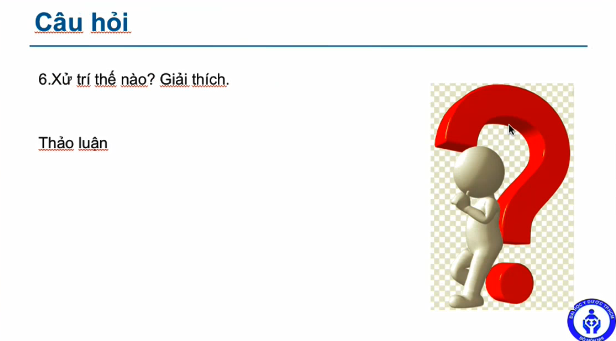 Câu hỏi
6.Xử trí thế nào? Giải thích.
Thảo luận